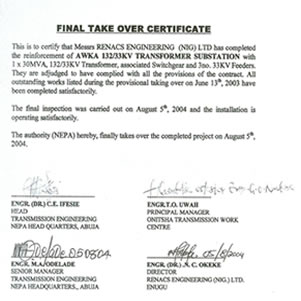 FINAL TAKE OVER CERTIFICATE
This is to certify that Messrs RENACS ENGINEERING (NIG) LTD has completed
the reinforcement of AWKA 132/33KV TRANSFORMER SUBSTATION with
1 x 30MVA, 132/33KV Transformer, associated Switchgear and 3no. 33KV Feeders.
They are adjudged to have complied with all the provisions of the contract. All
outstanding works listed during the provisional taking over on June 13th, 2003 have
been completed satisfactorily.
The final inspection was carried out on August 5th, 2004 and the installation is
operating satisfactorily.
The authority (NEPA) hereby, finally takes over the completed project on August 5th,
2004.
ENGR. (DR.) C.E. IFESIE
HEAD
TRANSMISSION ENGINEERING
NEPA HEAD QUARTERS, ABUJA
ENGR. T.O. UWAH
PRINCIPAL MANAGER
ONITSHA TRANSMISSION WORK
CENTRE
050804
ENGR. M.A. ODELADE
SENIOR MANAGER
TRANSMISSION ENGINEERING
NEPA HEADQUARTERS, ABUJA
05/8/2004
ENGR. (DR.) N. C. OKEKE
DIRECTOR
RENACS ENGINEERING (NIG.) LTD.
ENUGU